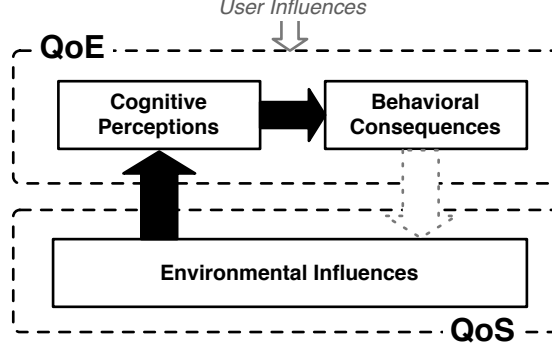 User Influences
QoE
Cognitive
Perceptions
Behavioral
Consequences
Environmental Influences
QoS